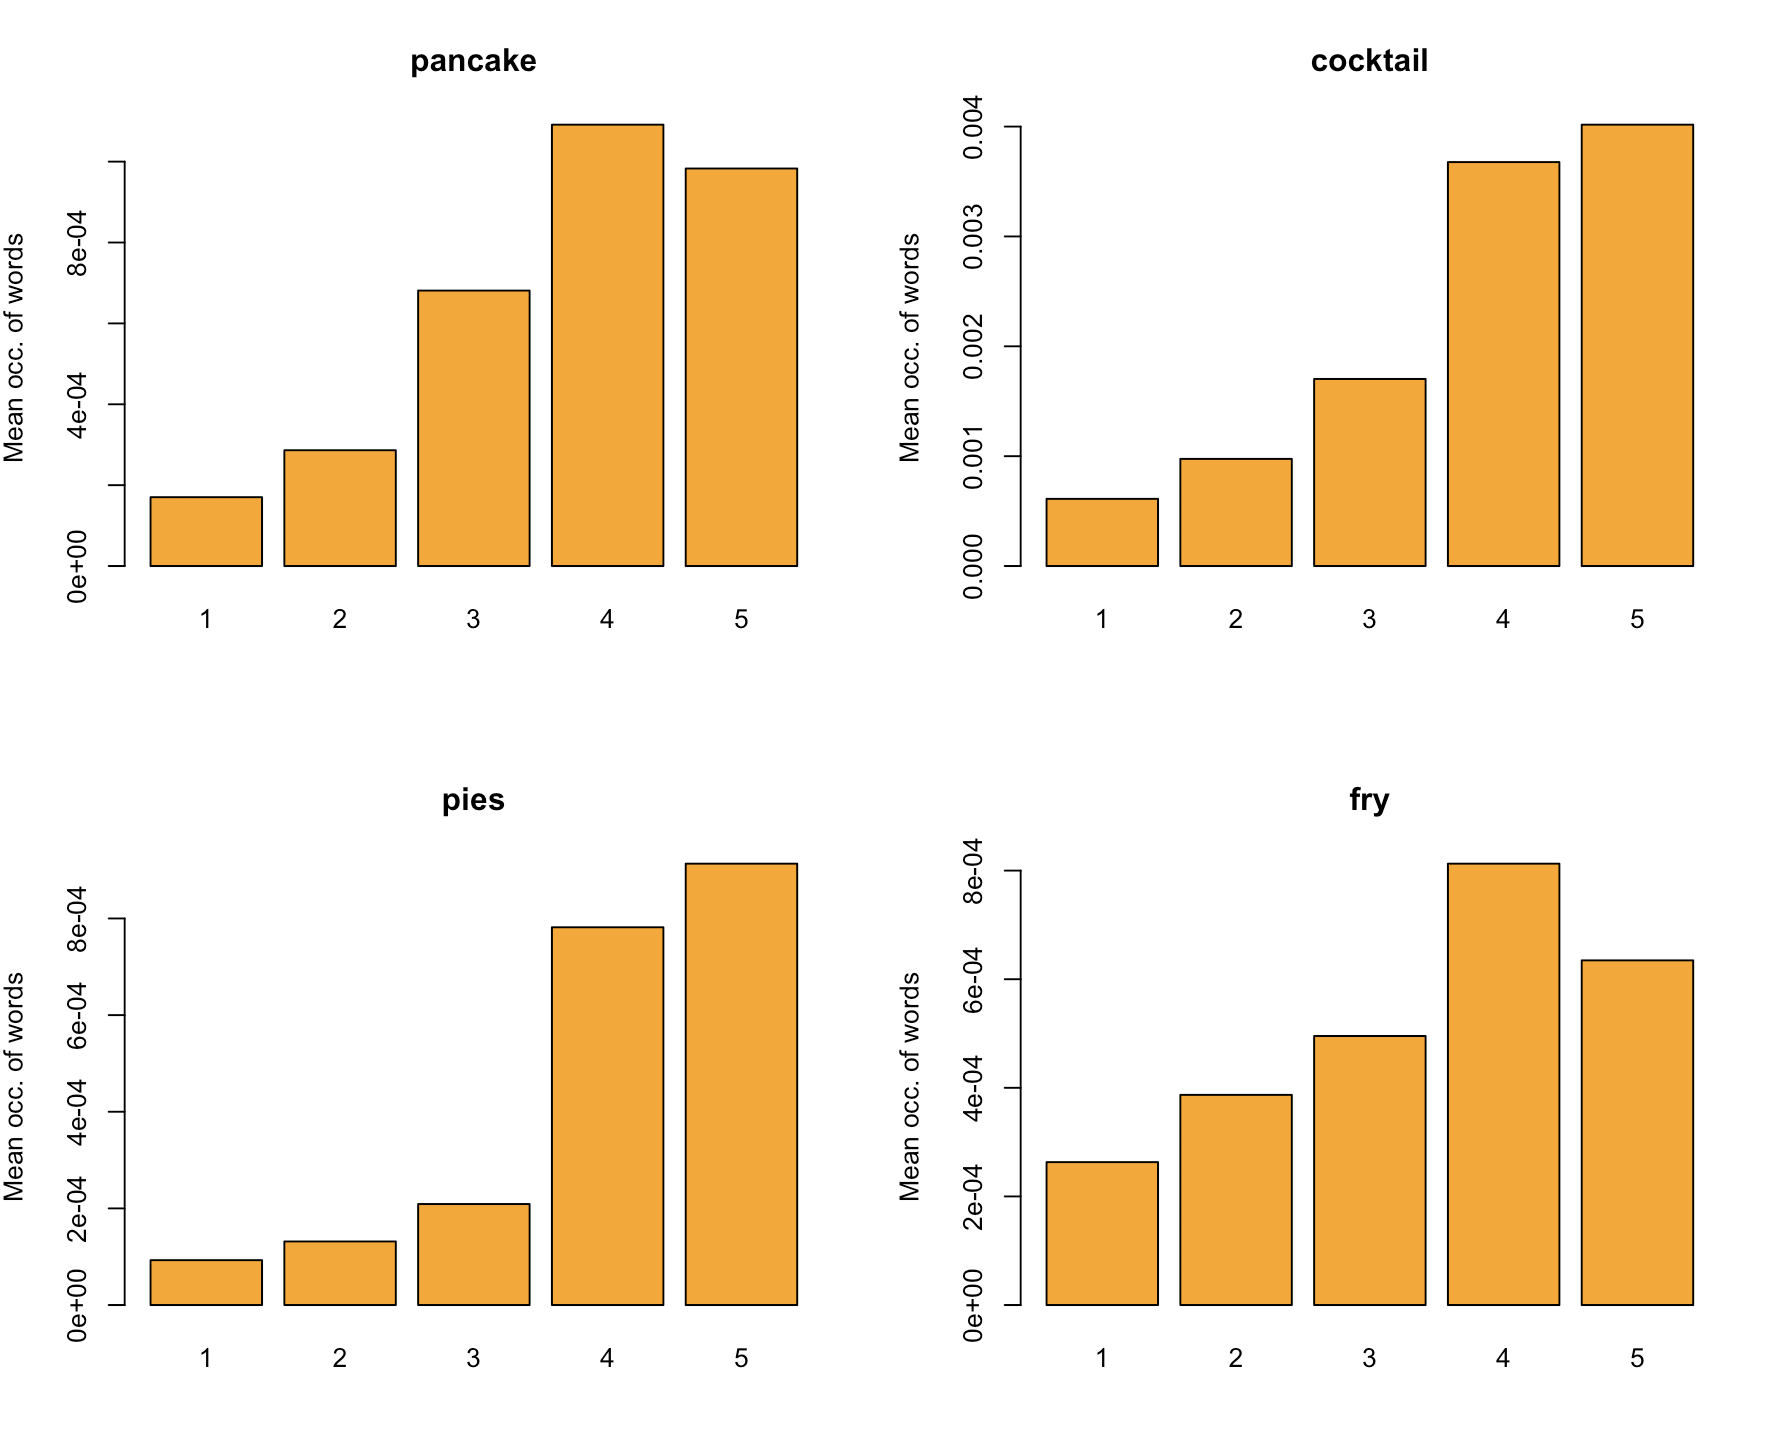 pancake
Mean occ. of words
8e-04
4e-04
0e+00
1 2 3 4 5
cocktail
Mean occ. of words
0.004
0.003
0.002
0.001
0.000
1 2 3 4 5
pies
Mean occ. of words
8e-04
6e-04
4e-04
2e-04
0e+00
1 2 3 4 5
fry
Mean occ. of words
8e-04
6e-04
4e-04
2e-04
0e+00
1 2 3 4 5